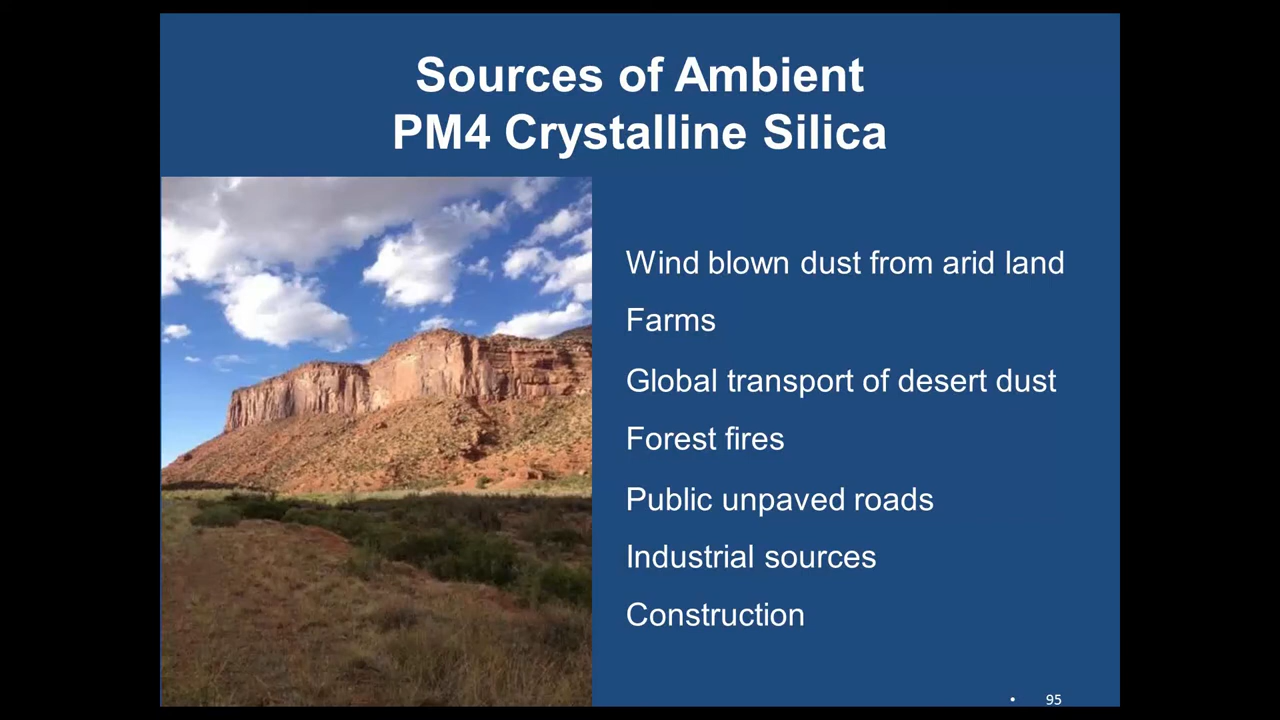 Sources of Ambient
PM4 Crystalline Silica
Wind blown dust from arid land
Farms
Global transport of desert dust
Forest fires
Public unpaved roads
Industrial sources
Construction
• 95